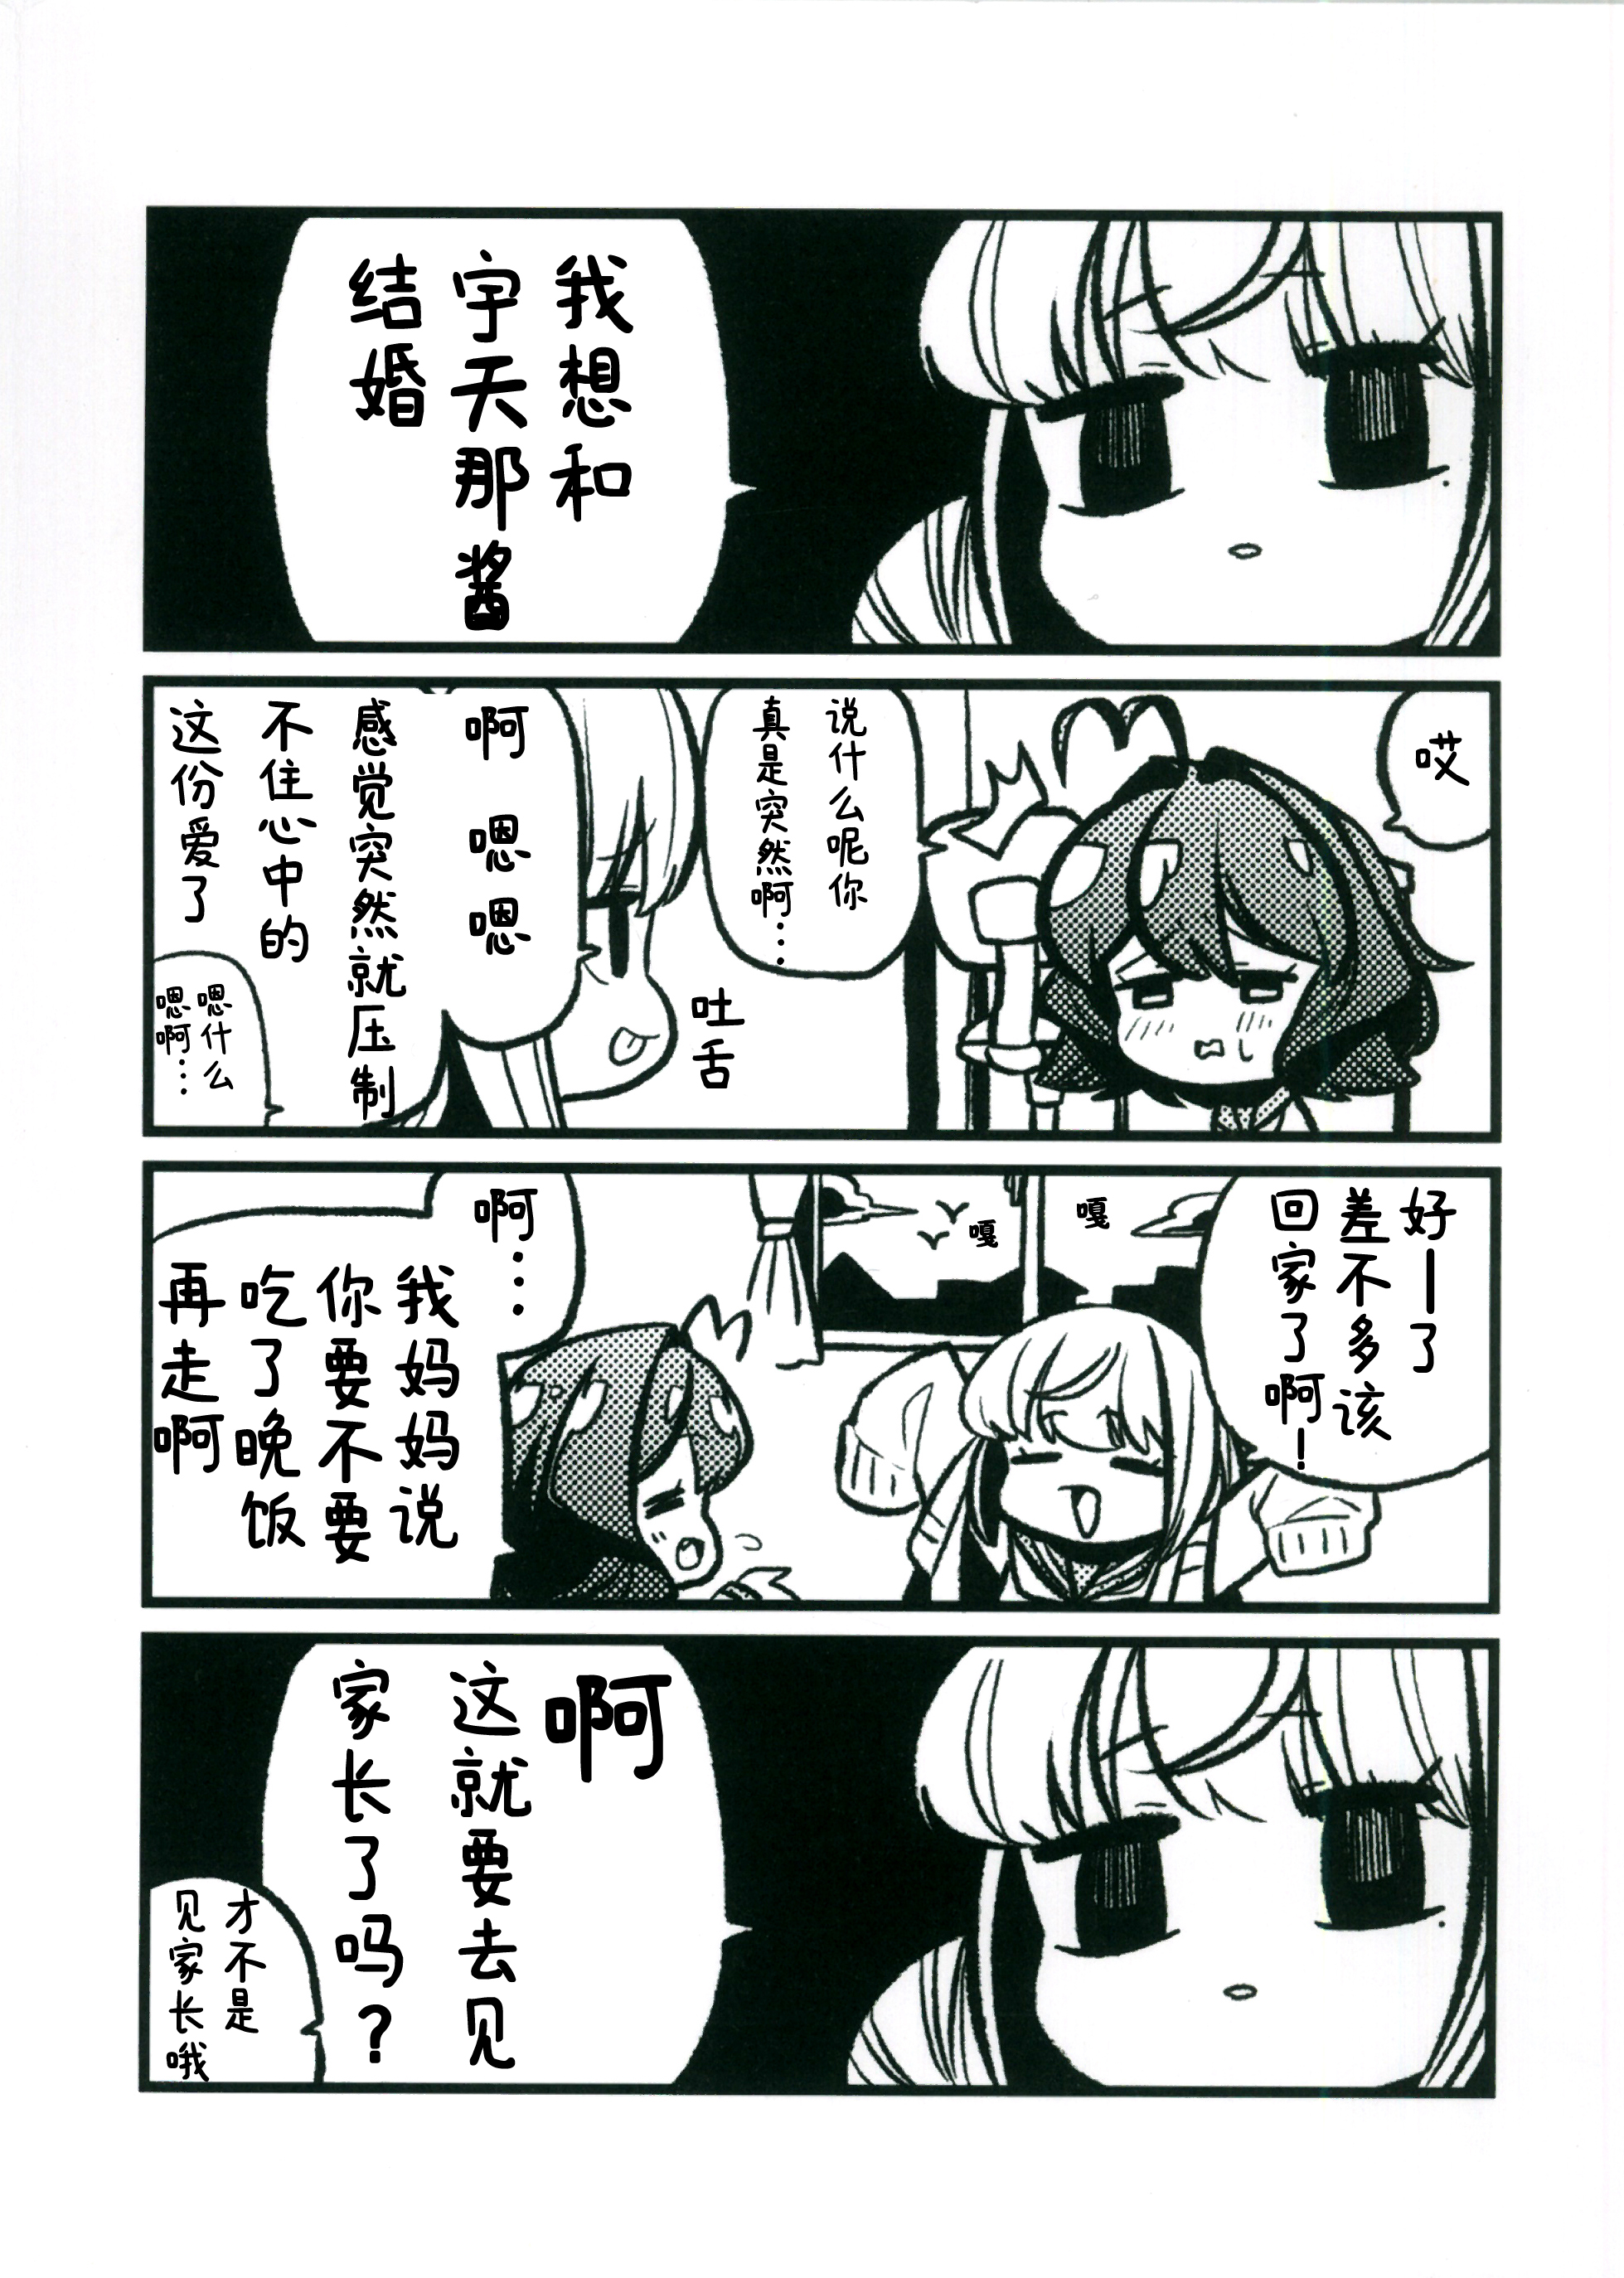 我想和
宇天那酱
结婚
哎
说什么呢你
真是突然啊…
吐舌
啊 嗯嗯
感觉突然就压制
不住心中的
这份爱了
嗯什么
嗯啊…
好—了
差不多该
回家了啊！
嘎
嘎
啊…
我妈妈说
你要不要
吃了晚饭
再走啊
啊
这就要去见
家长了吗？
才不是
见家长哦